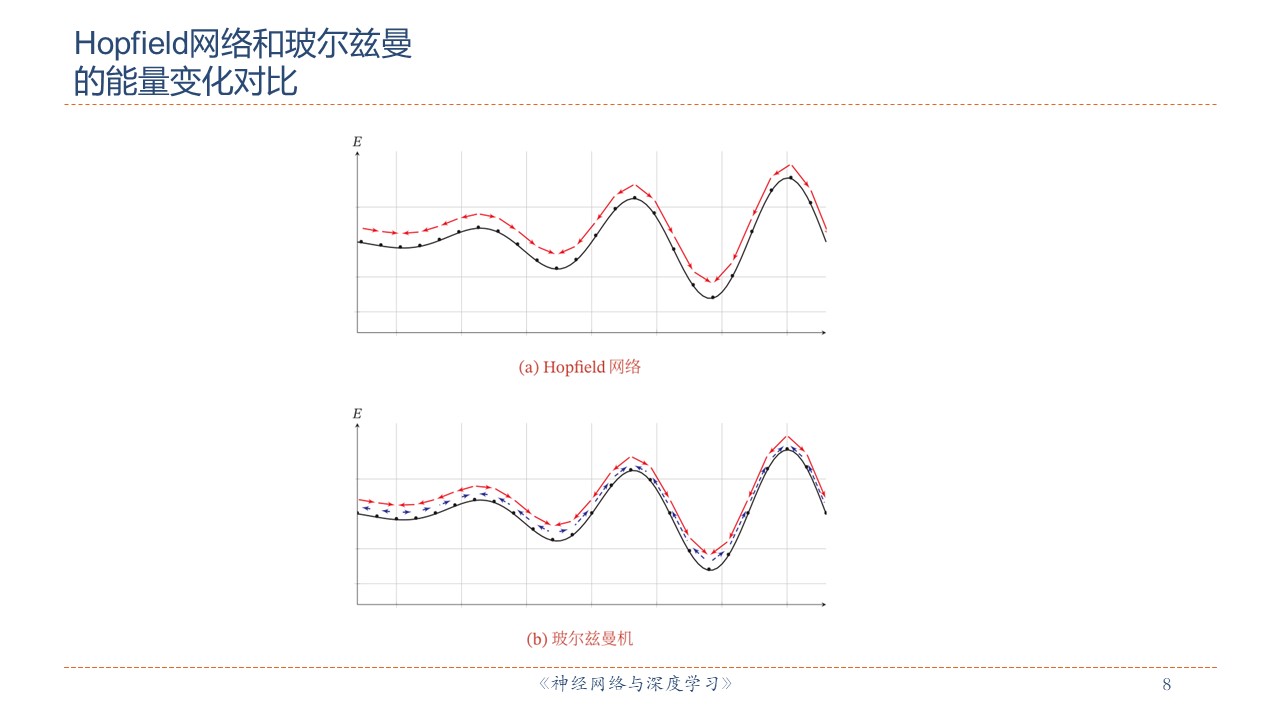 Hopfield网络和玻尔兹曼
的能量变化对比
E
(a) Hopfield 网络
E
(b) 玻尔兹曼机
《神经网络与深度学习》
8